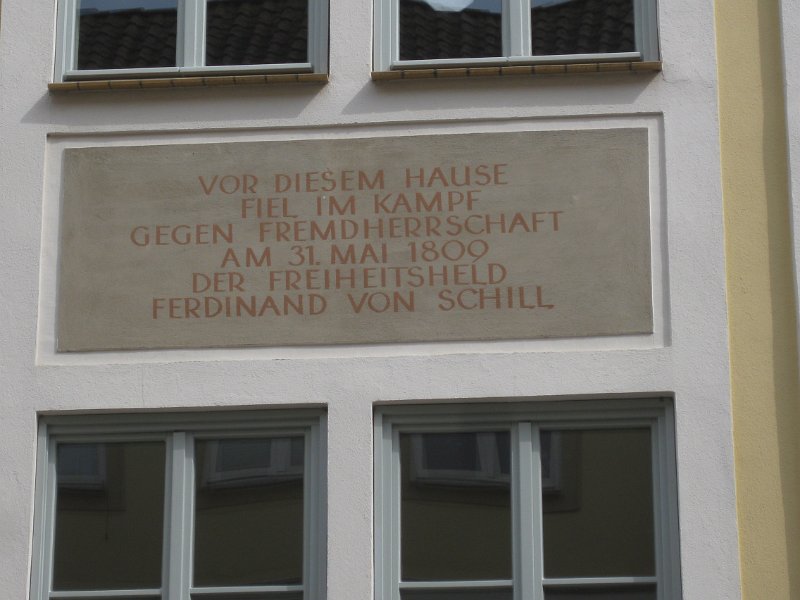 VOR DIESEM HAUSE
FIEL IM KAMPF
GEGEN FREMDHERRSCHAFT
AM 31. MAI 1809
DER FREIHEITSHELD
FERDINAND VON SCHILL